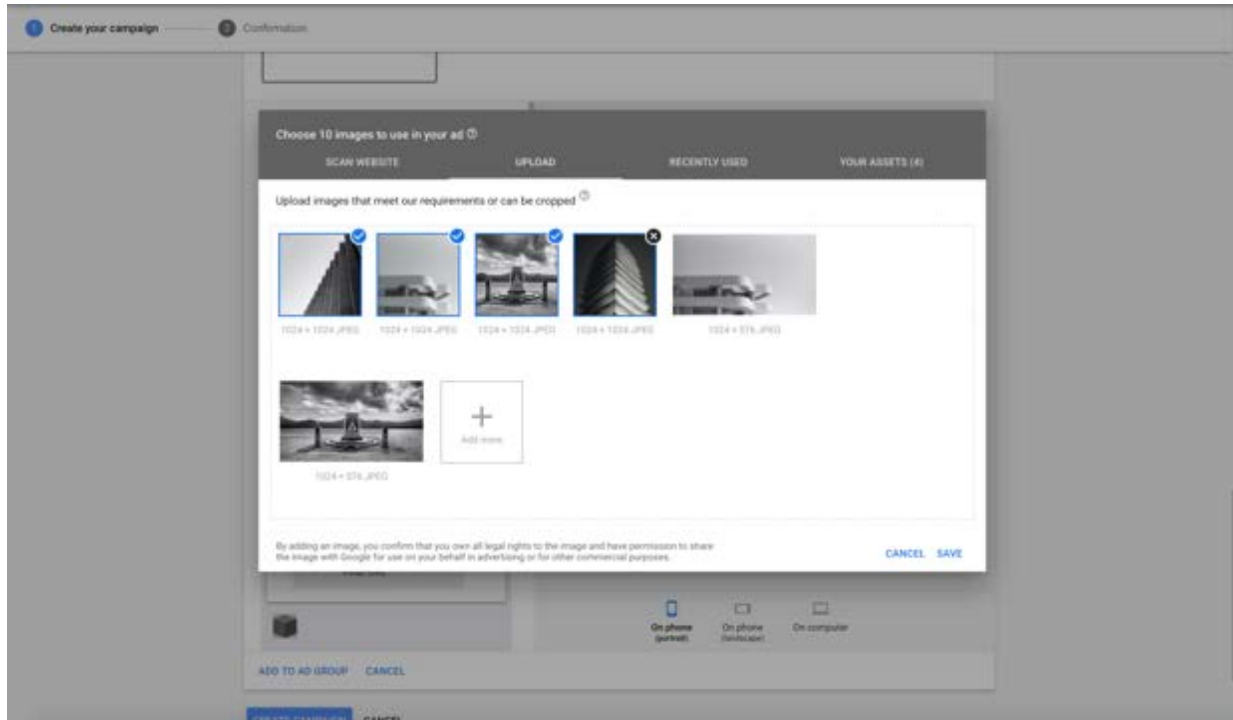 1 Create your campaign 2 Confirmation
Choose 10 images to use in your ad
SCAN WEBSITE UPLOAD RECENTLY USED YOUR ASSETS (4)
Upload images that meet our requirements or can be cropped
1024 × 1024 JPEG 1024 × 1024 JPEG 1024 × 1024 JPEG 1024 × 1024 JPEG 1024 × 576 JPEG
Add more
1024 × 576 JPEG
By adding an image, you confirm that you own all legal rights to the image and have permission to share
the image with Google for use on your behalf in advertising or for other commercial purposes.
CANCEL SAVE
On phone On phone On computer
(portrait) (landscape)
ADD TO AD GROUP CANCEL
CREATE CAMPAIGN CANCEL